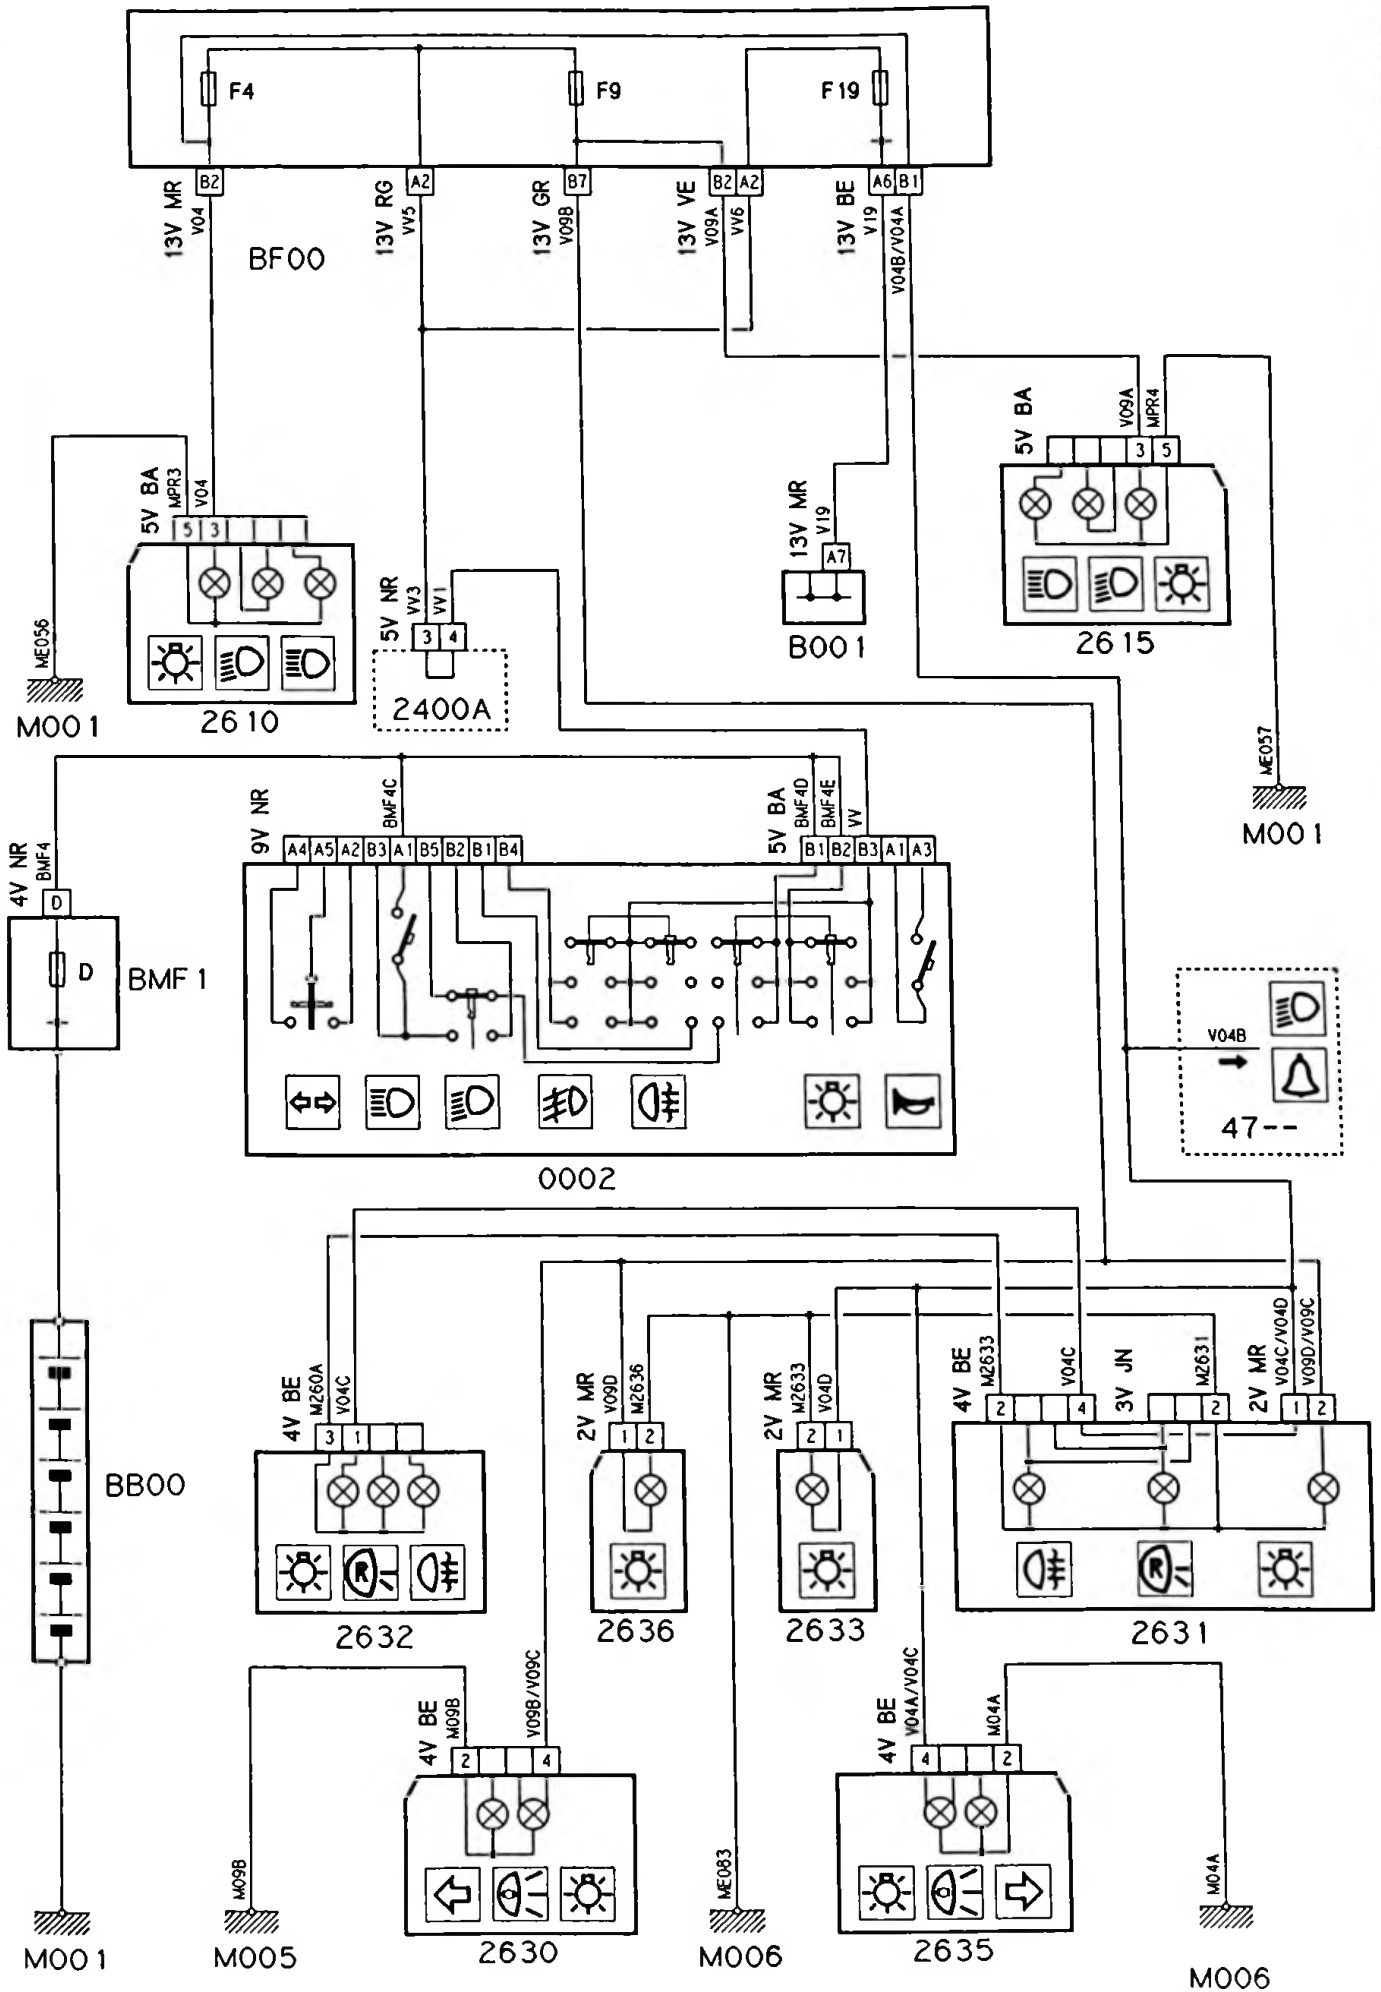 F4
F9
F19
B2
A2
B7
B2 A2
A6 B1
13V MR
V04
13V RG
VV5
13V GR
V09B
13V VE
V09A
VV6
13V BE
V19
V04B/V04A
BF00
5V BA
MPR3
V04
5 3
ME056
M001
2610
5V NR
VV3
VV1
3 4
2400A
13V MR
V19
A7
B001
5V BA
V09A
MPR4
3 5
2615
ME057
M001
4V NR
BMF4
D
D
BMF1
9V NR
BMF4C
A4 A5 A2 B3 A1 B5 B2 B1 B4
5V BA
BMF4D
BMF4E
VV
B1 B2 B3 A1 A3
0002
V04B
47--
BB00
M001
4V BE
M260A
V04C
3 1
R
2632
2V MR
V09D
M2636
1 2
2636
2V MR
M2633
V04D
2 1
2633
4V BE
M2633
V04C
2 4
3V JN
M2631
2
2V MR
V04C/V04D
V09D/V09C
1 2
R
2631
4V BE
M09B
V09B/V09C
2 4
2630
M09B
M005
ME083
M006
4V BE
V04A/V04C
M04A
4 2
2635
M04A
M006